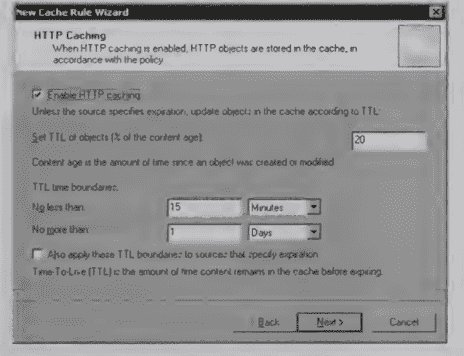 New Cache Rule Wizard
HTTP Caching
When HTTP caching is enabled, HTTP objects are stored in the cache, in
accordance with the policy
Enable HTTP caching
Unless the source specifies expiration, update objects in the cache according to TTL:
Set TTL of objects (% of the content age):
20
Content age is the amount of time since an object was created or modified
TTL time boundaries:
No less than:
15
Minutes
No more than:
1
Days
Also apply these TTL boundaries to sources that specify expiration
Time-To-Live (TTL) is the amount of time content remains in the cache before expiring.
< Back
Next >
Cancel